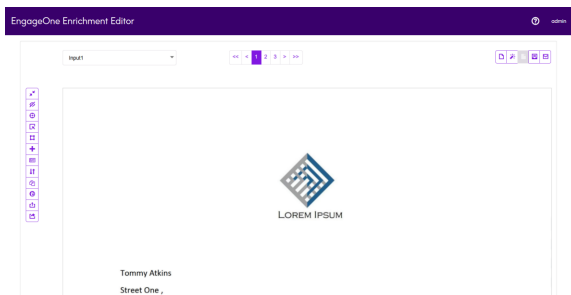 EngageOne Enrichment Editor
admin
Input1
<< < 1 2 3 > >>
LOREM IPSUM
Tommy Atkins
Street One ,